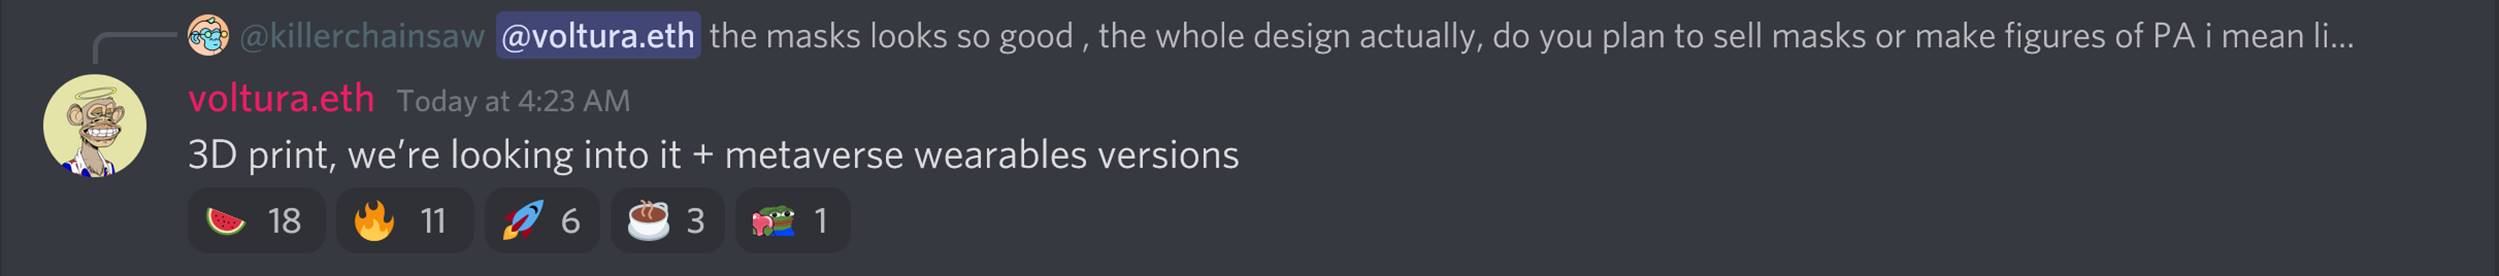 @killerchainsaw @voltura.eth the masks looks so good , the whole design actually, do you plan to sell masks or make figures of PA i mean li...
voltura.eth Today at 4:23 AM
3D print, we’re looking into it + metaverse wearables versions
18 11 6 3 1